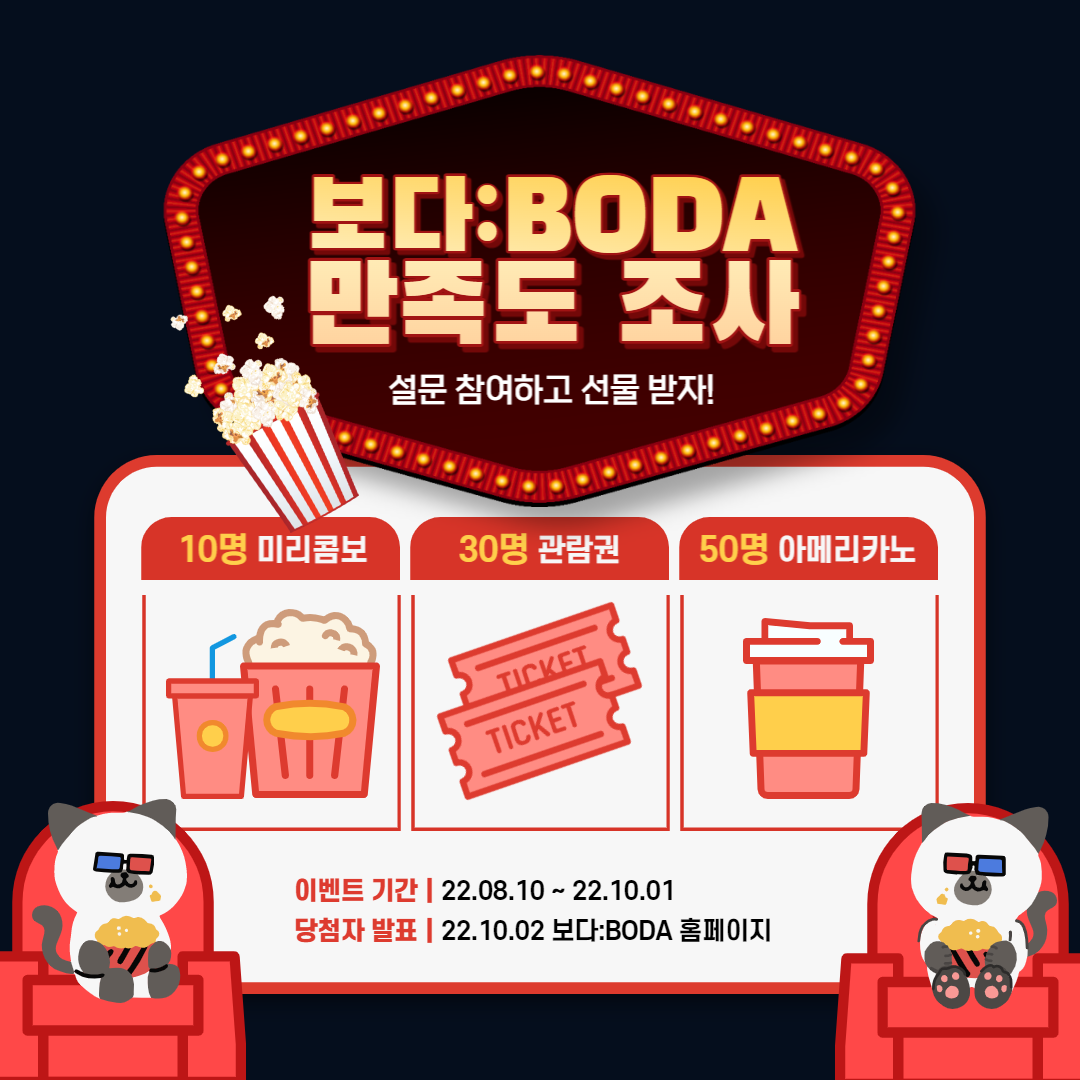 보다:BODA
만족도 조사
설문 참여하고 선물 받자!
10명 미리콤보
30명 관람권
50명 아메리카노
TICKET
TICKET
이벤트 기간 | 22.08.10 ~ 22.10.01
당첨자 발표 | 22.10.02 보다:BODA 홈페이지